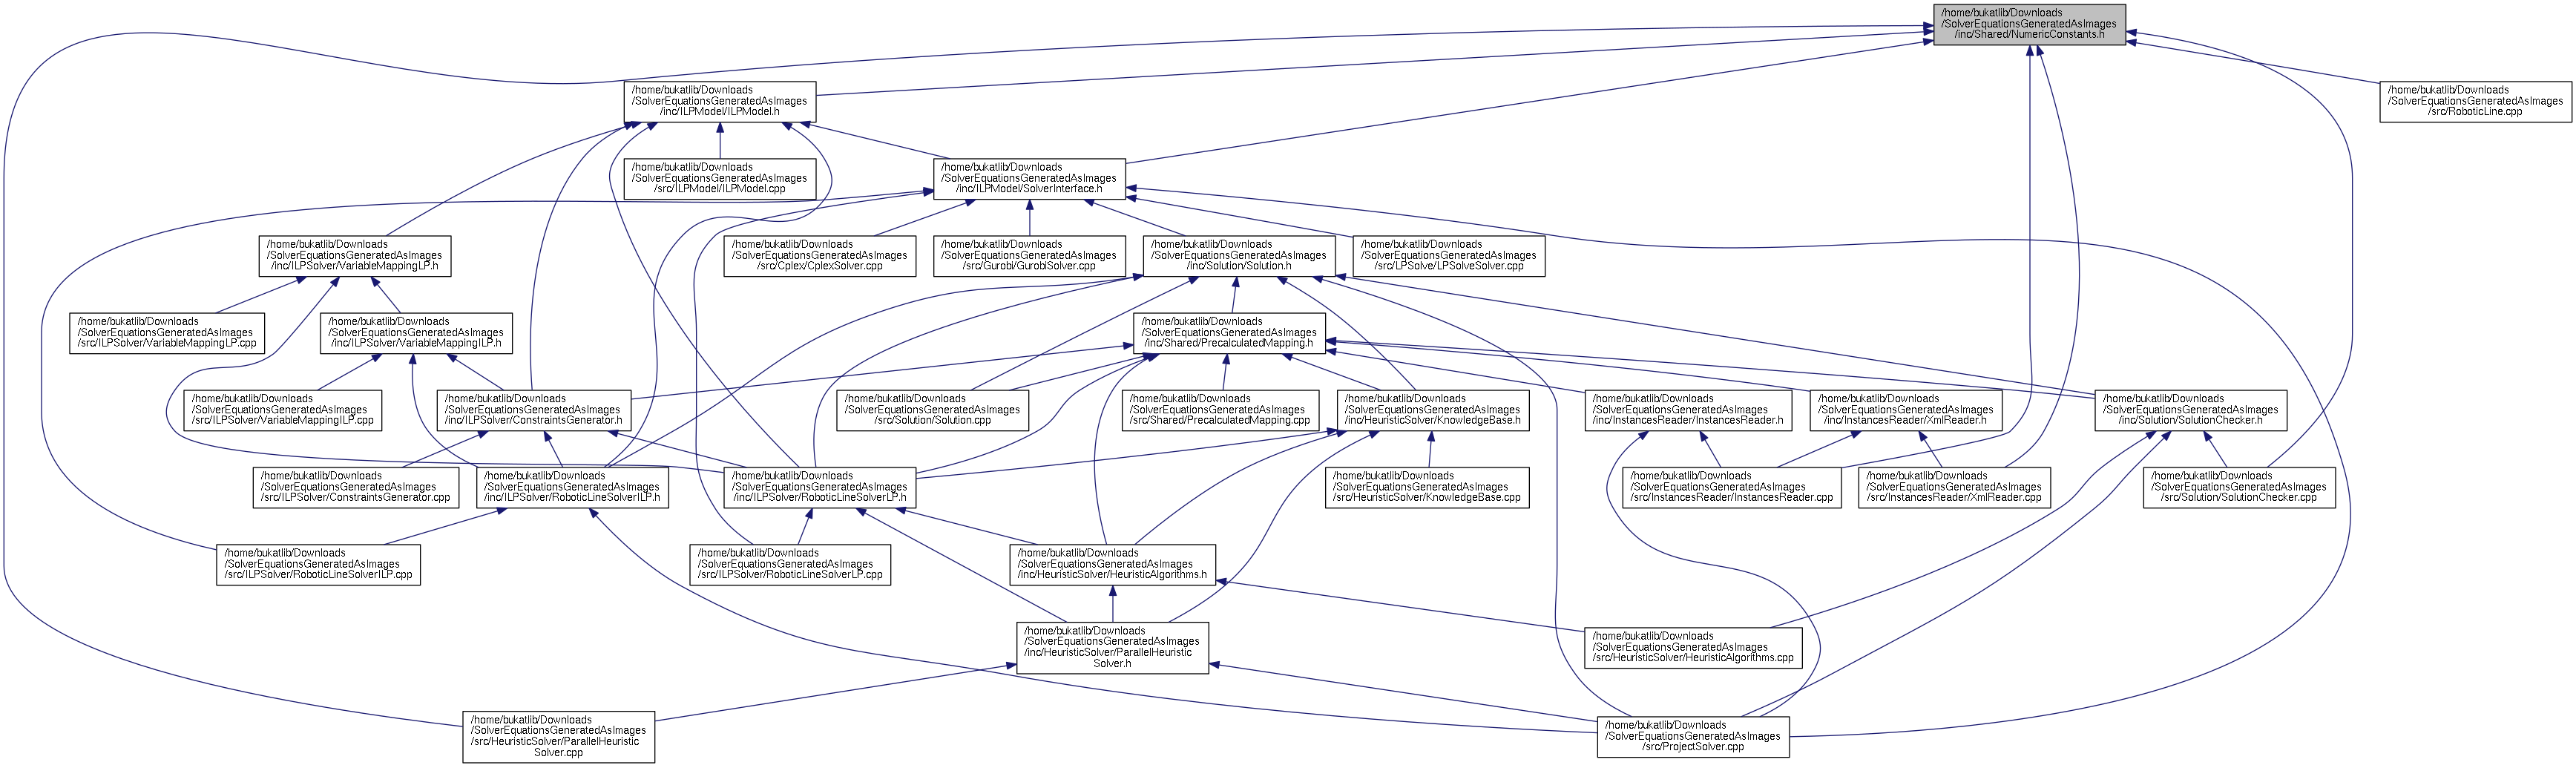 /home/bukatlib/Downloads
/SolverEquationsGeneratedAsImages
/inc/Shared/NumericConstants.h
/home/bukatlib/Downloads
/SolverEquationsGeneratedAsImages
/inc/ILPModel/ILPModel.h
/home/bukatlib/Downloads
/SolverEquationsGeneratedAsImages
/src/RoboticLine.cpp
/home/bukatlib/Downloads
/SolverEquationsGeneratedAsImages
/src/ILPModel/ILPModel.cpp
/home/bukatlib/Downloads
/SolverEquationsGeneratedAsImages
/inc/ILPModel/SolverInterface.h
/home/bukatlib/Downloads
/SolverEquationsGeneratedAsImages
/inc/ILPSolver/VariableMappingLP.h
/home/bukatlib/Downloads
/SolverEquationsGeneratedAsImages
/src/Cplex/CplexSolver.cpp
/home/bukatlib/Downloads
/SolverEquationsGeneratedAsImages
/src/Gurobi/GurobiSolver.cpp
/home/bukatlib/Downloads
/SolverEquationsGeneratedAsImages
/inc/Solution/Solution.h
/home/bukatlib/Downloads
/SolverEquationsGeneratedAsImages
/src/LPSolve/LPSolveSolver.cpp
/home/bukatlib/Downloads
/SolverEquationsGeneratedAsImages
/src/ILPSolver/VariableMappingLP.cpp
/home/bukatlib/Downloads
/SolverEquationsGeneratedAsImages
/inc/ILPSolver/VariableMappingILP.h
/home/bukatlib/Downloads
/SolverEquationsGeneratedAsImages
/inc/Shared/PrecalculatedMapping.h
/home/bukatlib/Downloads
/SolverEquationsGeneratedAsImages
/src/ILPSolver/VariableMappingILP.cpp
/home/bukatlib/Downloads
/SolverEquationsGeneratedAsImages
/inc/ILPSolver/ConstraintsGenerator.h
/home/bukatlib/Downloads
/SolverEquationsGeneratedAsImages
/src/Solution/Solution.cpp
/home/bukatlib/Downloads
/SolverEquationsGeneratedAsImages
/src/Shared/PrecalculatedMapping.cpp
/home/bukatlib/Downloads
/SolverEquationsGeneratedAsImages
/inc/HeuristicSolver/KnowledgeBase.h
/home/bukatlib/Downloads
/SolverEquationsGeneratedAsImages
/inc/InstancesReader/InstancesReader.h
/home/bukatlib/Downloads
/SolverEquationsGeneratedAsImages
/inc/InstancesReader/XmlReader.h
/home/bukatlib/Downloads
/SolverEquationsGeneratedAsImages
/inc/Solution/SolutionChecker.h
/home/bukatlib/Downloads
/SolverEquationsGeneratedAsImages
/src/ILPSolver/ConstraintsGenerator.cpp
/home/bukatlib/Downloads
/SolverEquationsGeneratedAsImages
/inc/ILPSolver/RoboticLineSolverILP.h
/home/bukatlib/Downloads
/SolverEquationsGeneratedAsImages
/inc/ILPSolver/RoboticLineSolverLP.h
/home/bukatlib/Downloads
/SolverEquationsGeneratedAsImages
/src/HeuristicSolver/KnowledgeBase.cpp
/home/bukatlib/Downloads
/SolverEquationsGeneratedAsImages
/src/InstancesReader/InstancesReader.cpp
/home/bukatlib/Downloads
/SolverEquationsGeneratedAsImages
/src/InstancesReader/XmlReader.cpp
/home/bukatlib/Downloads
/SolverEquationsGeneratedAsImages
/src/Solution/SolutionChecker.cpp
/home/bukatlib/Downloads
/SolverEquationsGeneratedAsImages
/src/ILPSolver/RoboticLineSolverILP.cpp
/home/bukatlib/Downloads
/SolverEquationsGeneratedAsImages
/src/ILPSolver/RoboticLineSolverLP.cpp
/home/bukatlib/Downloads
/SolverEquationsGeneratedAsImages
/inc/HeuristicSolver/HeuristicAlgorithms.h
/home/bukatlib/Downloads
/SolverEquationsGeneratedAsImages
/inc/HeuristicSolver/ParallelHeuristic
Solver.h
/home/bukatlib/Downloads
/SolverEquationsGeneratedAsImages
/src/HeuristicSolver/HeuristicAlgorithms.cpp
/home/bukatlib/Downloads
/SolverEquationsGeneratedAsImages
/src/HeuristicSolver/ParallelHeuristic
Solver.cpp
/home/bukatlib/Downloads
/SolverEquationsGeneratedAsImages
/src/ProjectSolver.cpp